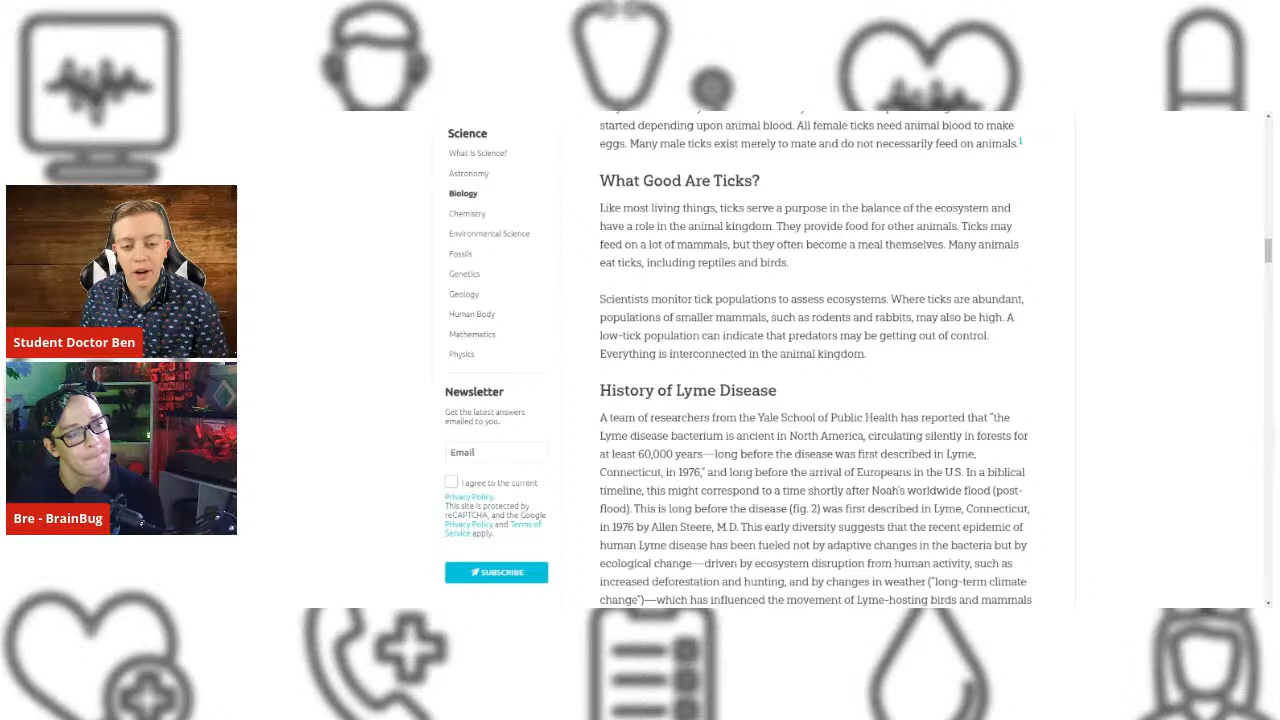 Science
What Is Science?
Astronomy
Biology
Chemistry
Environmental Science
Fossils
Genetics
Geology
Human Body
Mathematics
Physics
Newsletter
Get the latest answers
emailed to you.
Email
I agree to the current
Privacy Policy.
This site is protected by
reCAPTCHA, and the Google
Privacy Policy and Terms of
Service apply.
SUBSCRIBE
started depending upon animal blood. All female ticks need animal blood to make
eggs. Many male ticks exist merely to mate and do not necessarily feed on animals.1
What Good Are Ticks?
Like most living things, ticks serve a purpose in the balance of the ecosystem and
have a role in the animal kingdom. They provide food for other animals. Ticks may
feed on a lot of mammals, but they often become a meal themselves. Many animals
eat ticks, including reptiles and birds.
Scientists monitor tick populations to assess ecosystems. Where ticks are abundant,
populations of smaller mammals, such as rodents and rabbits, may also be high. A
low-tick population can indicate that predators may be getting out of control.
Everything is interconnected in the animal kingdom.
History of Lyme Disease
A team of researchers from the Yale School of Public Health has reported that "the
Lyme disease bacterium is ancient in North America, circulating silently in forests for
at least 60,000 years—long before the disease was first described in Lyme,
Connecticut, in 1976," and long before the arrival of Europeans in the U.S. In a biblical
timeline, this might correspond to a time shortly after Noah's worldwide flood (post-
flood). This is long before the disease (fig. 2) was first described in Lyme, Connecticut,
in 1976 by Allen Steere, M.D. This early diversity suggests that the recent epidemic of
human Lyme disease has been fueled not by adaptive changes in the bacteria but by
ecological change—driven by ecosystem disruption from human activity, such as
increased deforestation and hunting, and by changes in weather ("long-term climate
change")—which has influenced the movement of Lyme-hosting birds and mammals
Student Doctor Ben
Bre - BrainBug